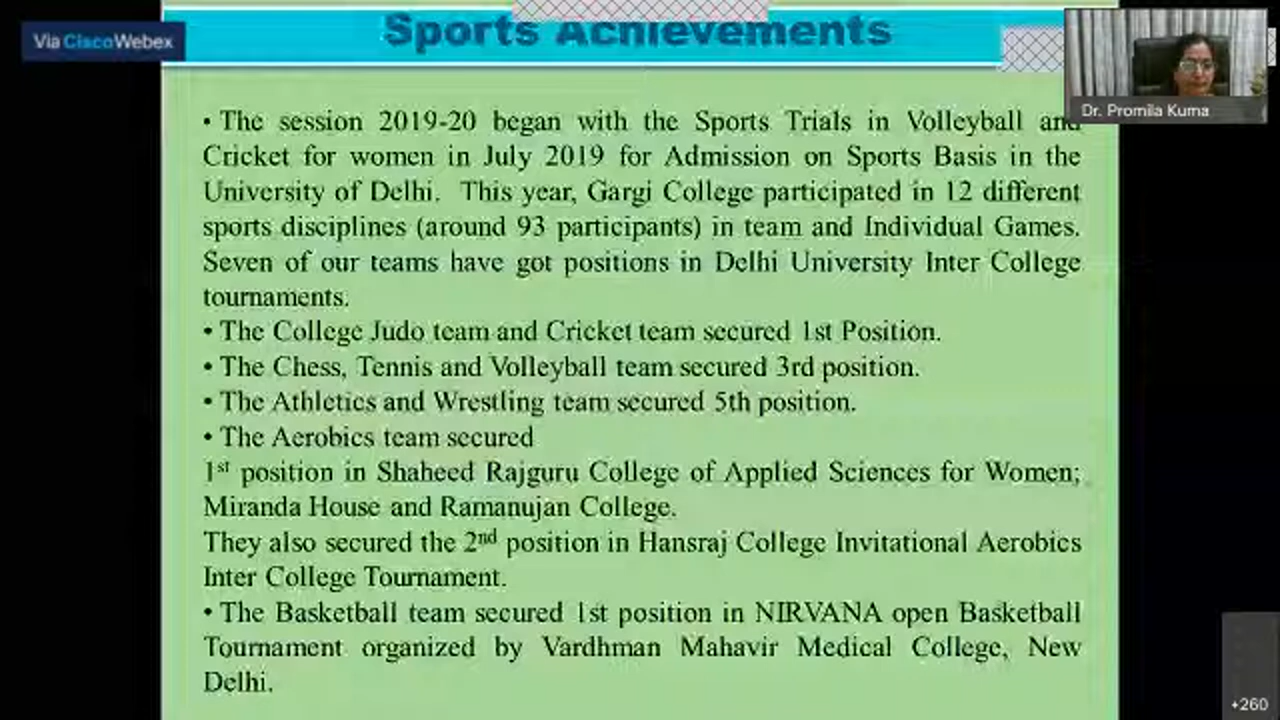 Sports Achievements
Via CiscoWebex
Dr. Promila Kuma
• The session 2019-20 began with the Sports Trials in Volleyball and
Cricket for women in July 2019 for Admission on Sports Basis in the
University of Delhi. This year, Gargi College participated in 12 different
sports disciplines (around 93 participants) in team and Individual Games.
Seven of our teams have got positions in Delhi University Inter College
tournaments.
• The College Judo team and Cricket team secured 1st Position.
• The Chess, Tennis and Volleyball team secured 3rd position.
• The Athletics and Wrestling team secured 5th position.
• The Aerobics team secured
1st position in Shaheed Rajguru College of Applied Sciences for Women;
Miranda House and Ramanujan College.
They also secured the 2nd position in Hansraj College Invitational Aerobics
Inter College Tournament.
• The Basketball team secured 1st position in NIRVANA open Basketball
Tournament organized by Vardhman Mahavir Medical College, New
Delhi.
+260